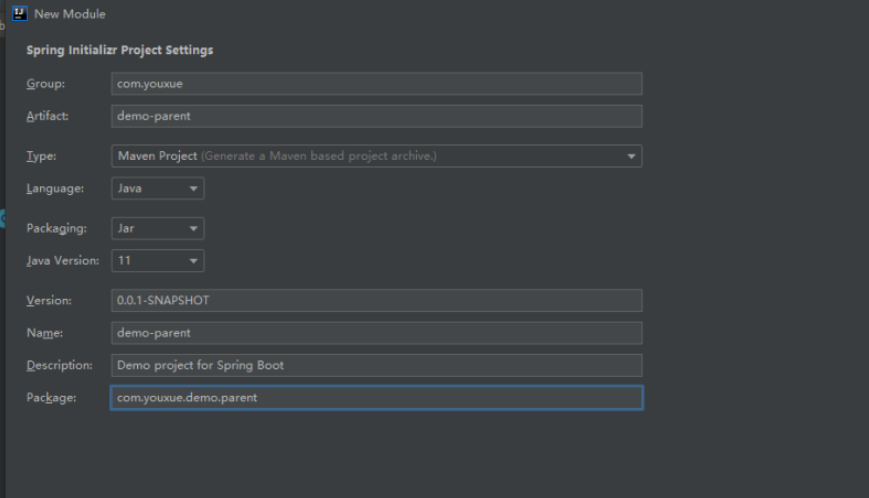 New Module
Spring Initializr Project Settings
Group: com.youxue
Artifact: demo-parent
Type: Maven Project (Generate a Maven based project archive.)
Language: Java
Packaging: Jar
Java Version: 11
Version: 0.0.1-SNAPSHOT
Name: demo-parent
Description: Demo project for Spring Boot
Package: com.youxue.demo.parent